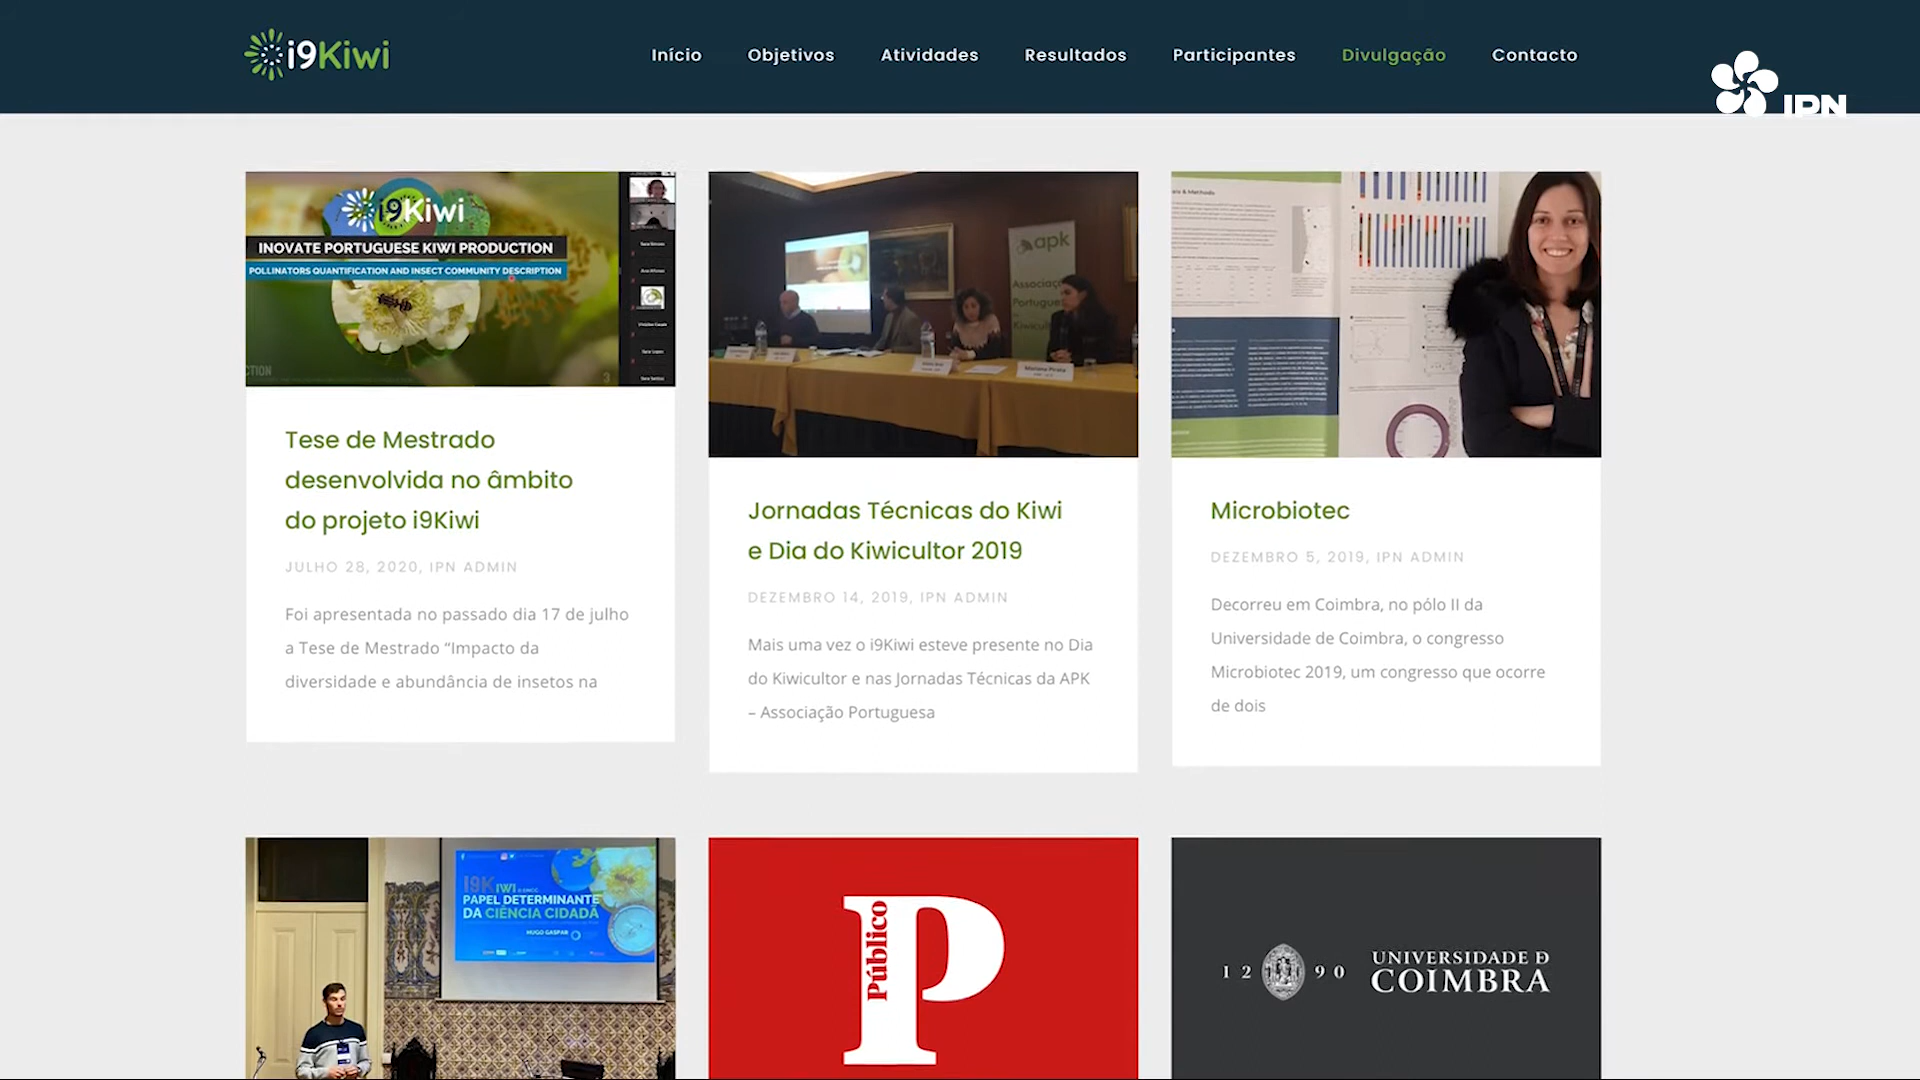 i9Kiwi
Início
Objetivos
Atividades
Resultados
Participantes
Divulgação
Contacto
IPN
i9Kiwi
INOVATE PORTUGUESE KIWI PRODUCTION
POLLINATORS QUANTIFICATION AND INSECT COMMUNITY DESCRIPTION
3
Tese de Mestrado
desenvolvida no âmbito
do projeto i9Kiwi
JULHO 28, 2020, IPN ADMIN
Foi apresentada no passado dia 17 de julho
a Tese de Mestrado “Impacto da
diversidade e abundância de insetos na
apk
Jornadas Técnicas do Kiwi
e Dia do Kiwicultor 2019
DEZEMBRO 14, 2019, IPN ADMIN
Mais uma vez o i9Kiwi esteve presente no Dia
do Kiwicultor e nas Jornadas Técnicas da APK
– Associação Portuguesa
Microbiotec
DEZEMBRO 5, 2019, IPN ADMIN
Decorreu em Coimbra, no pólo II da
Universidade de Coimbra, o congresso
Microbiotec 2019, um congresso que ocorre
de dois
I9KIWI
PAPEL DETERMINANTE
DA CIÊNCIA CIDADÃ
HUGO GASPAR
Público
P
12 90
UNIVERSIDADE Ð
COIMBRA